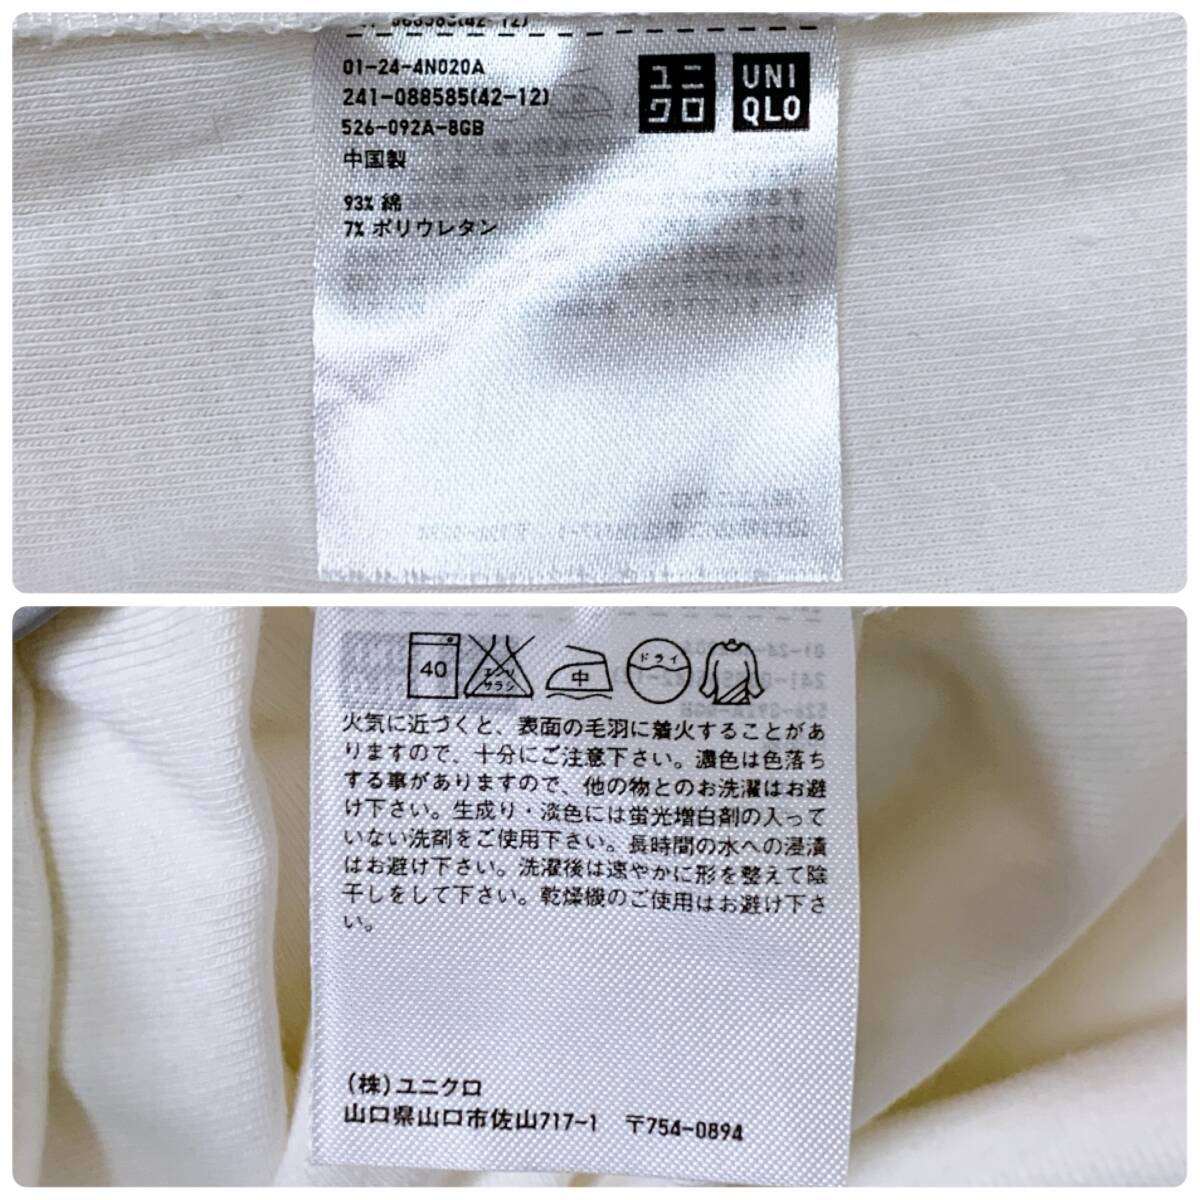 01-24-4N020A
241-088585(42-12)
526-092A-8GB
中国製
93% 綿
7% ポリウレタン
ユニ
クロ
UNI
QLO
40
エンソ
サラシ
中
ドライ
火気に近づくと、表面の毛羽に着火することがあ
りますので、十分にご注意下さい。濃色は色落ち
する事がありますので、他の物とのお洗濯はお避
け下さい。生成り・淡色には蛍光増白剤の入って
いない洗剤をご使用下さい。長時間の水への浸漬
はお避け下さい。洗濯後は速やかに形を整えて陰
干しをして下さい。乾燥機のご使用はお避け下さ
い。
(株)ユニクロ
山口県山口市佐山717-1 〒754-0894